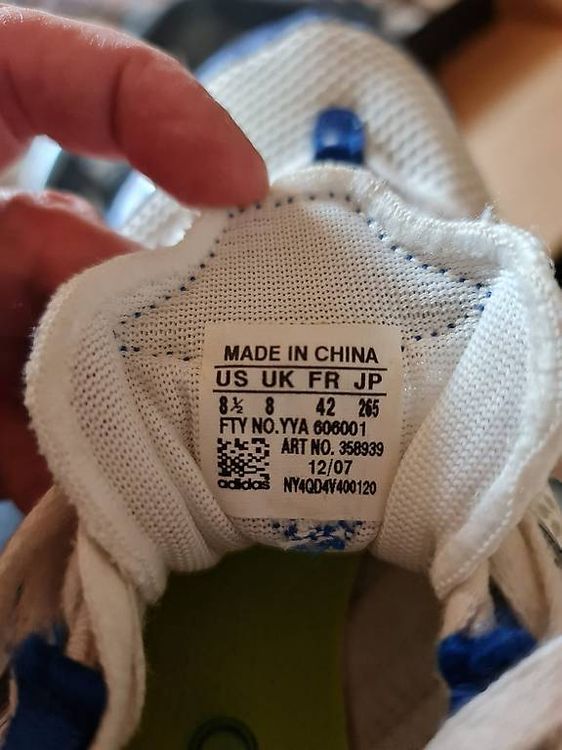 MADE IN CHINA
US UK FR JP
8½ 8 42 265
FTY NO.YYA 606001
ART NO. 358939
12/07
adidas NY4QD4V400120